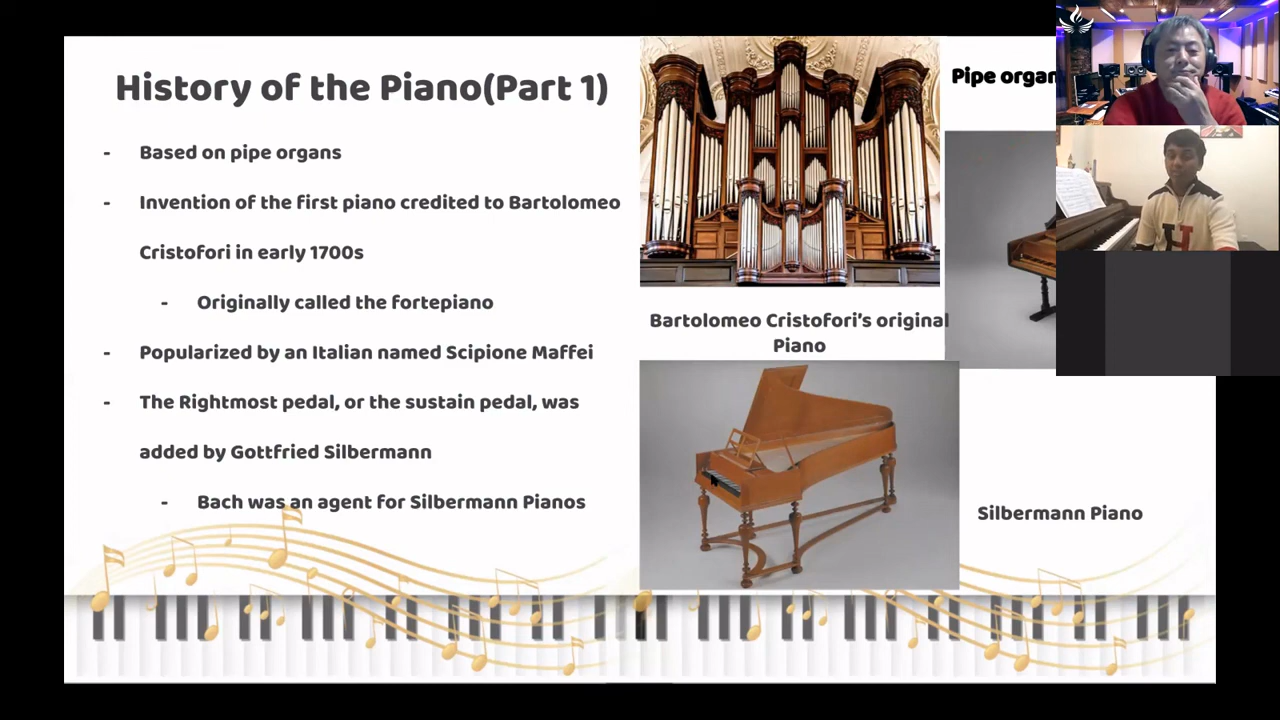 History of the Piano(Part 1)
- Based on pipe organs
- Invention of the first piano credited to Bartolomeo
Cristofori in early 1700s
- Originally called the fortepiano
- Popularized by an Italian named Scipione Maffei
- The Rightmost pedal, or the sustain pedal, was
added by Gottfried Silbermann
- Bach was an agent for Silbermann Pianos
Pipe organ
Bartolomeo Cristofori’s original
Piano
Silbermann Piano
H